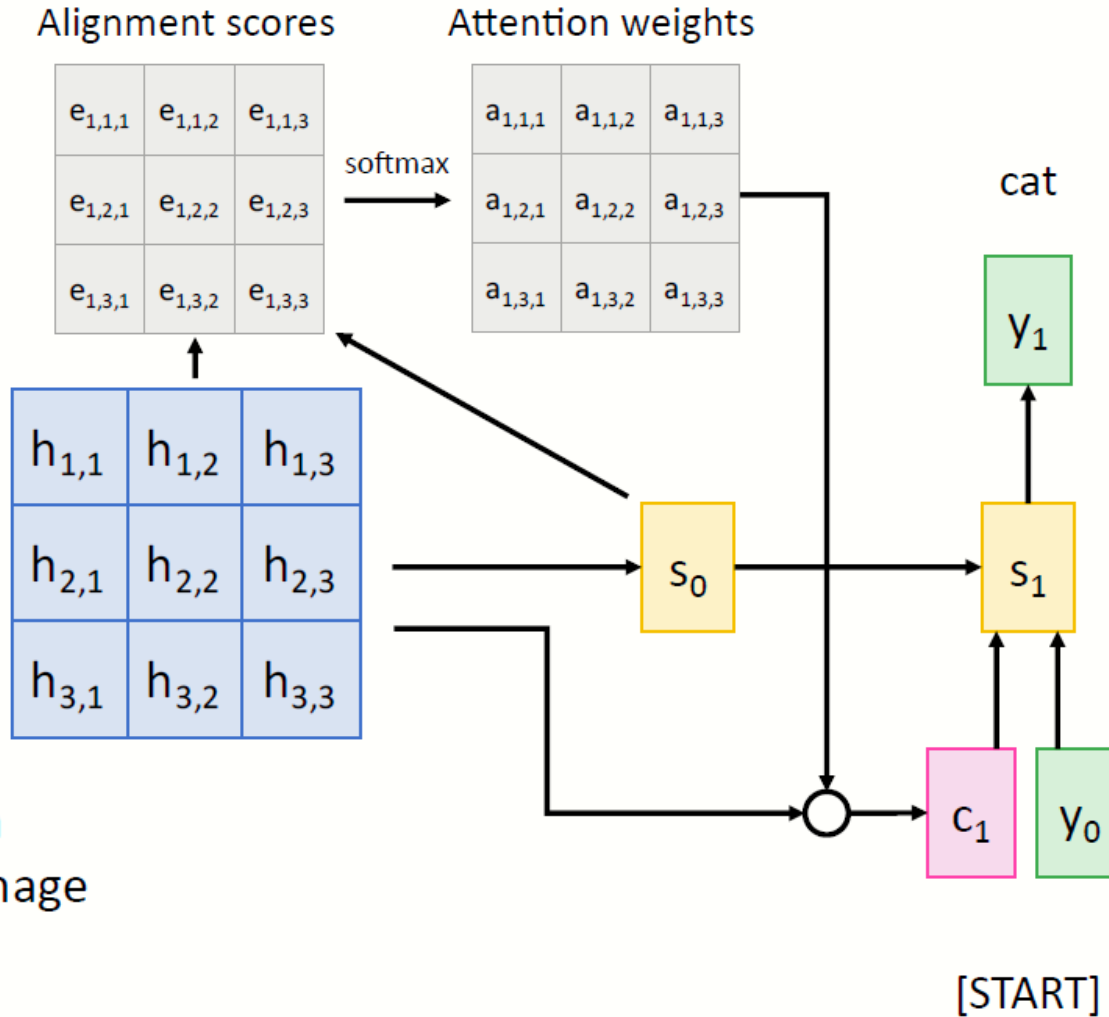 Alignment scores
Attention weights
e1,1,1 e1,1,2 e1,1,3
e1,2,1 e1,2,2 e1,2,3
e1,3,1 e1,3,2 e1,3,3
softmax
a1,1,1 a1,1,2 a1,1,3
a1,2,1 a1,2,2 a1,2,3
a1,3,1 a1,3,2 a1,3,3
cat
y1
h1,1 h1,2 h1,3
h2,1 h2,2 h2,3
h3,1 h3,2 h3,3
s0
s1
c1
y0
[START]